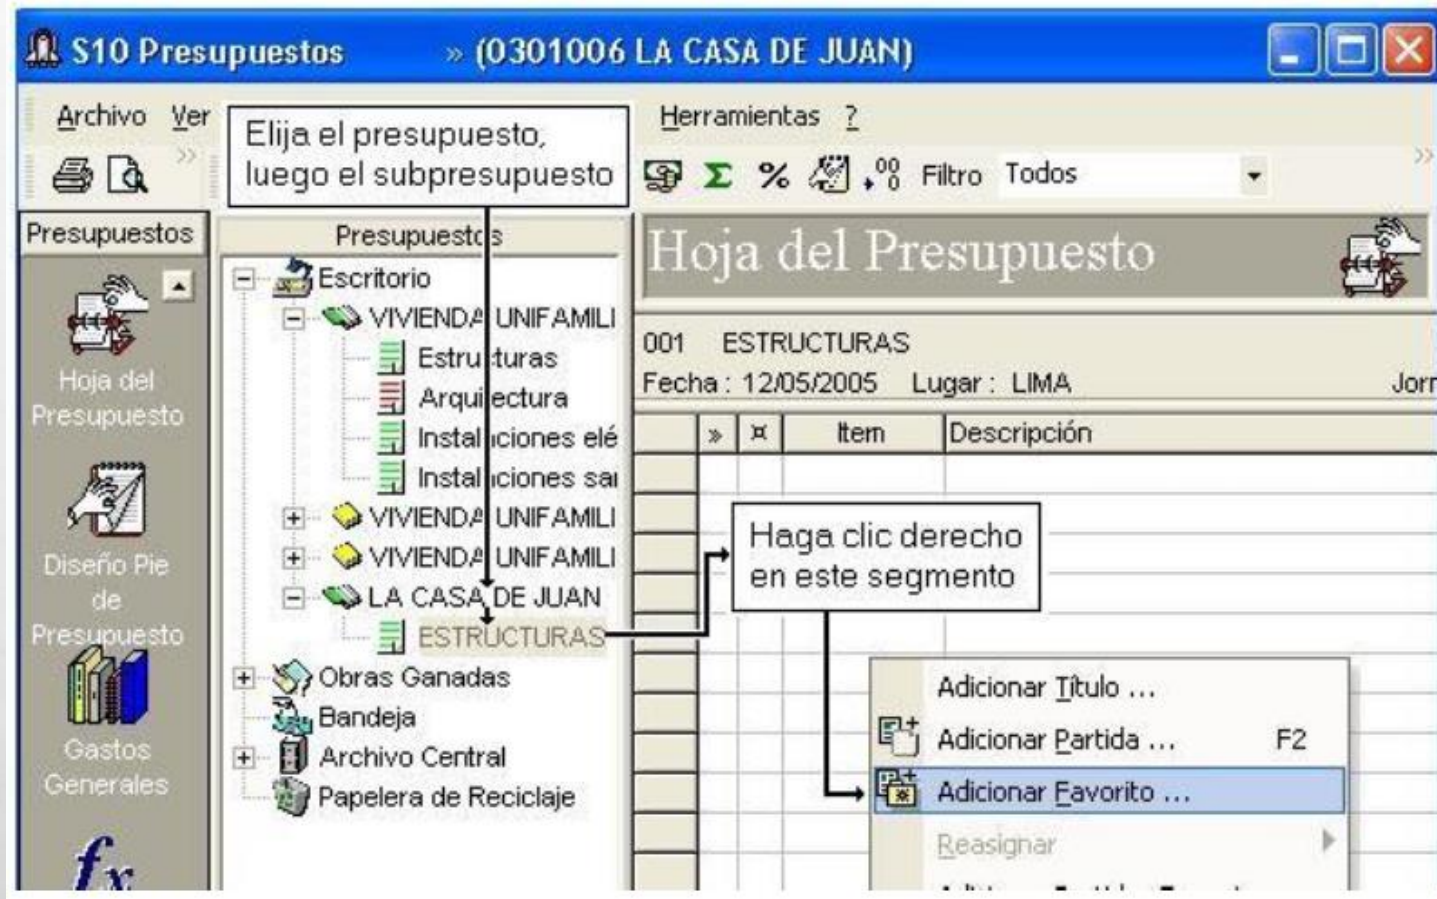 S10 Presupuestos » (0301006 LA CASA DE JUAN)
Archivo Ver Herramientas ?
Elija el presupuesto,
luego el subpresupuesto
Filtro Todos
Presupuestos
Hoja del
Presupuesto
Diseño Pie
de
Presupuesto
Gastos
Generales
fx
Presupuestos
Escritorio
VIVIENDA UNIFAMILI
Estructuras
Arquitectura
Instalaciones elé
Instalaciones sai
VIVIENDA UNIFAMILI
VIVIENDA UNIFAMILI
LA CASA DE JUAN
ESTRUCTURAS
Obras Ganadas
Bandeja
Archivo Central
Papelera de Reciclaje
Hoja del Presupuesto
001 ESTRUCTURAS
Fecha : 12/05/2005 Lugar : LIMA Jorr
» ¤ Item Descripción
Haga clic derecho
en este segmento
Adicionar Título ...
Adicionar Partida ... F2
Adicionar Favorito ...
Reasignar